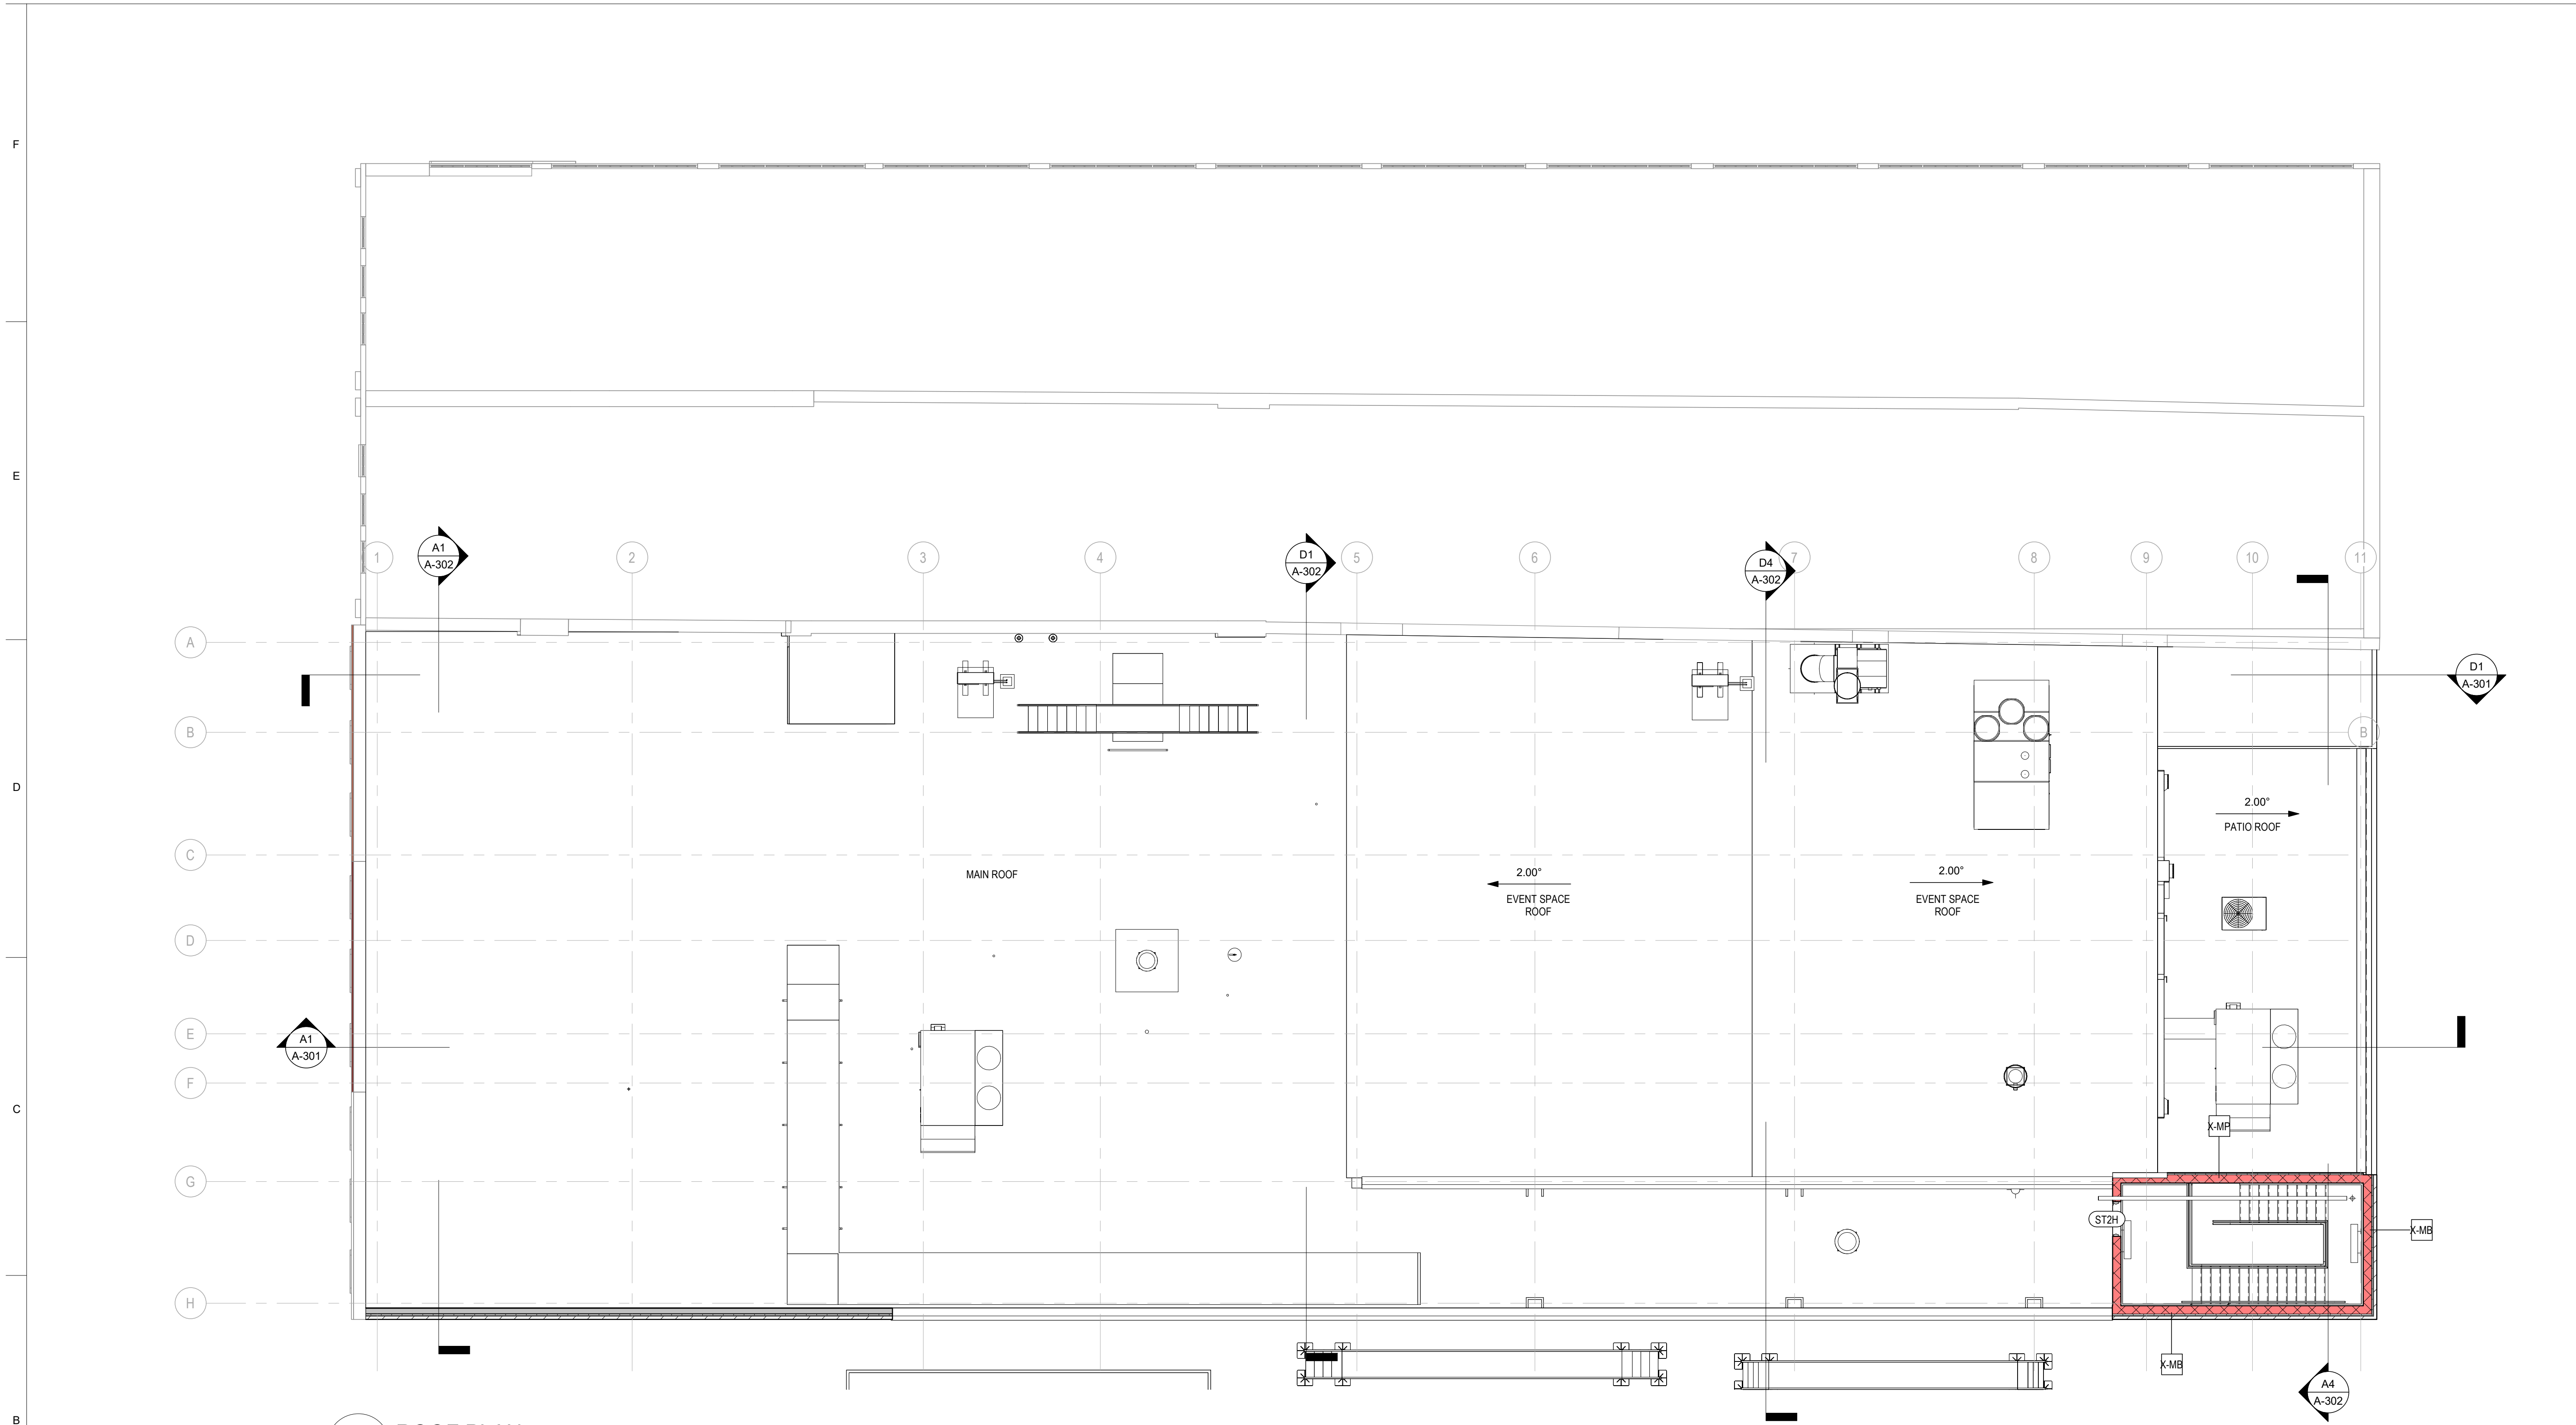 F
E
A1
A-302
D1
A-302
D4
A-302
1
2
3
4
5
6
7
8
9
10
11
A
D1
A-301
B
B
D
2.00°
PATIO ROOF
C
MAIN ROOF
2.00°
EVENT SPACE
ROOF
2.00°
EVENT SPACE
ROOF
D
E
A1
A-301
F
C
X-MP
G
ST2H
X-MB
H
X-MB
A4
A-302
B